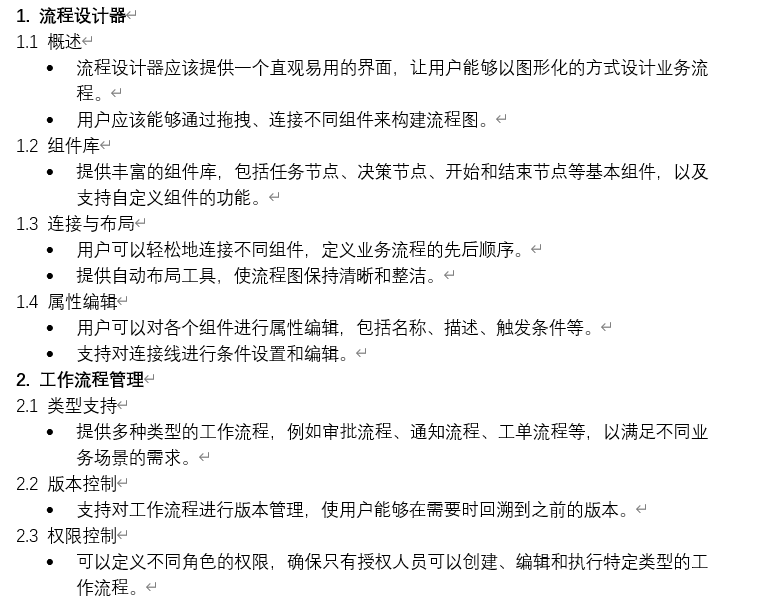 1. 流程设计器
1.1 概述
• 流程设计器应该提供一个直观易用的界面，让用户能够以图形化的方式设计业务流
程。
• 用户应该能够通过拖拽、连接不同组件来构建流程图。
1.2 组件库
• 提供丰富的组件库，包括任务节点、决策节点、开始和结束节点等基本组件，以及
支持自定义组件的功能。
1.3 连接与布局
• 用户可以轻松地连接不同组件，定义业务流程的先后顺序。
• 提供自动布局工具，使流程图保持清晰和整洁。
1.4 属性编辑
• 用户可以对各个组件进行属性编辑，包括名称、描述、触发条件等。
• 支持对连接线进行条件设置和编辑。
2. 工作流程管理
2.1 类型支持
• 提供多种类型的工作流程，例如审批流程、通知流程、工单流程等，以满足不同业
务场景的需求。
2.2 版本控制
• 支持对工作流程进行版本管理，使用户能够在需要时回溯到之前的版本。
2.3 权限控制
• 可以定义不同角色的权限，确保只有授权人员可以创建、编辑和执行特定类型的工
作流程。